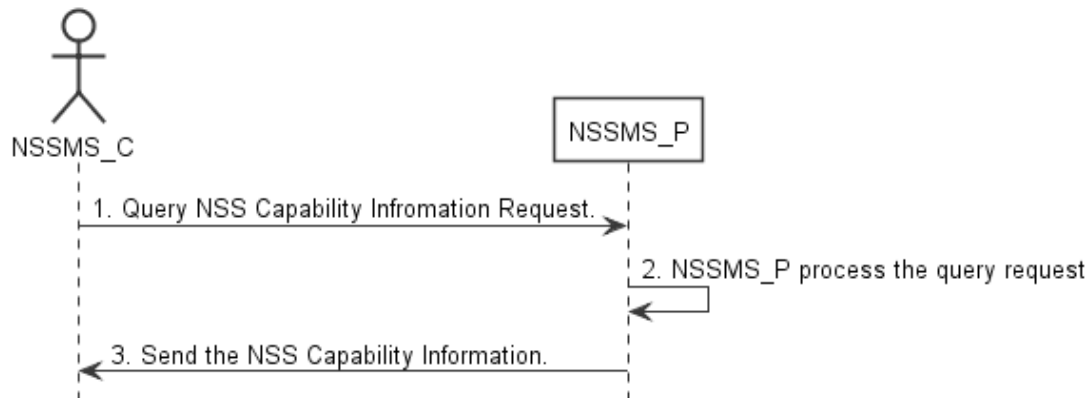 NSSMS_C
NSSMS_P
1. Query NSS Capability Infromation Request.
2. NSSMS_P process the query request
3. Send the NSS Capability Information.